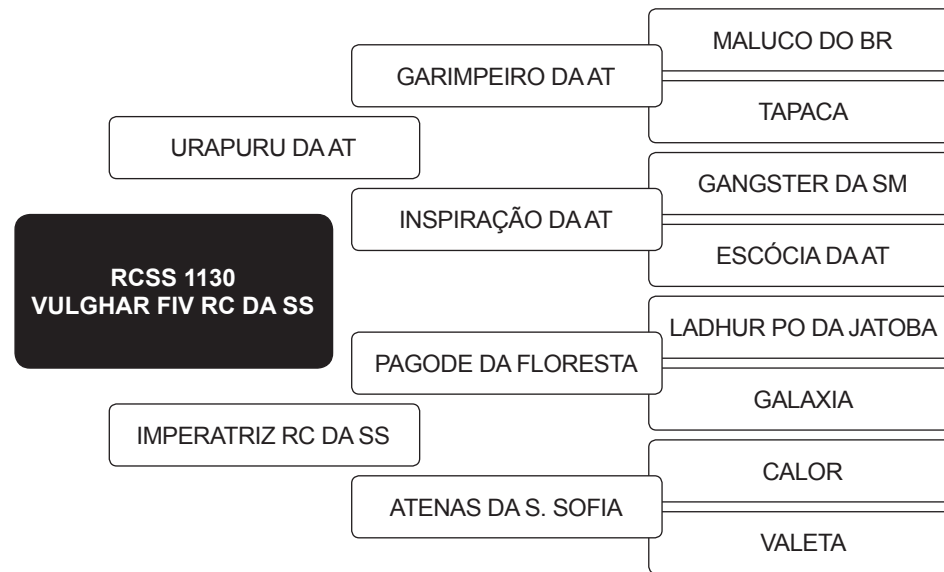 MALUCO DO BR
GARIMPEIRO DA AT
TAPACA
URAPURU DA AT
GANGSTER DA SM
INSPIRAÇÃO DA AT
ESCÓCIA DA AT
RCSS 1130
VULGHAR FIV RC DA SS
LADHUR PO DA JATOBA
PAGODE DA FLORESTA
GALAXIA
IMPERATRIZ RC DA SS
CALOR
ATENAS DA S. SOFIA
VALETA